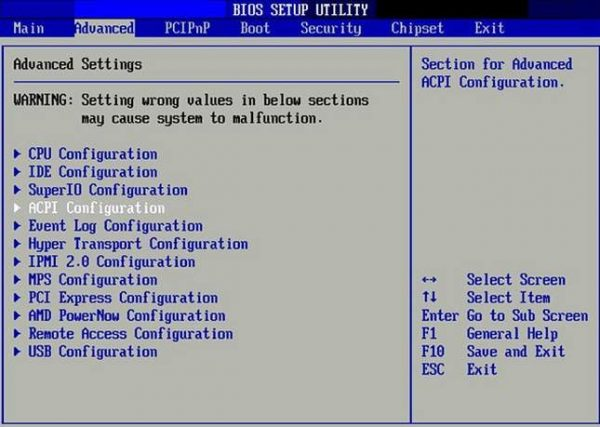 BIOS SETUP UTILITY
Main Advanced PCIPnP Boot Security Chipset Exit
Advanced Settings
WARNING: Setting wrong values in below sections
may cause system to malfunction.
▶ CPU Configuration
▶ IDE Configuration
▶ SuperIO Configuration
▶ ACPI Configuration
▶ Event Log Configuration
▶ Hyper Transport Configuration
▶ IPMI 2.0 Configuration
▶ MPS Configuration
▶ PCI Express Configuration
▶ AMD PowerNow Configuration
▶ Remote Access Configuration
▶ USB Configuration
Section for Advanced
ACPI Configuration.
↔ Select Screen
↑↓ Select Item
Enter Go to Sub Screen
F1 General Help
F10 Save and Exit
ESC Exit